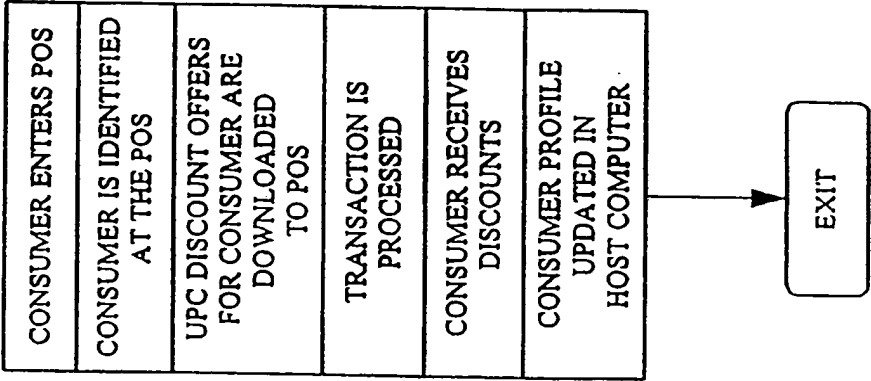 CONSUMER ENTERS POS
CONSUMER IS IDENTIFIED
AT THE POS
UPC DISCOUNT OFFERS
FOR CONSUMER ARE
DOWNLOADED
TO POS
TRANSACTION IS
PROCESSED
CONSUMER RECEIVES
DISCOUNTS
CONSUMER PROFILE
UPDATED IN
HOST COMPUTER
EXIT